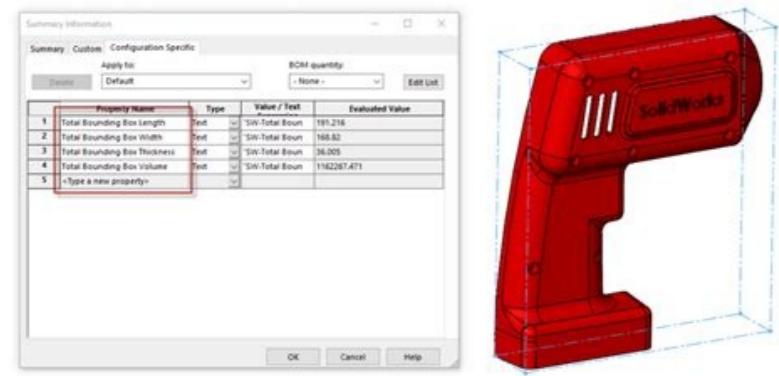 Summary Information
Summary Custom Configuration Specific
Apply to: BOM quantity:
Delete Default - None - Edit List
Property Name Type Value / Text Evaluated Value
1 Total Bounding Box Length Text "SW-Total Boun 191.216
2 Total Bounding Box Width Text "SW-Total Boun 168.82
3 Total Bounding Box Thickness Text "SW-Total Boun 36.005
4 Total Bounding Box Volume Text "SW-Total Boun 1162267.471
5 <Type a new property>
OK Cancel Help
SolidWorks